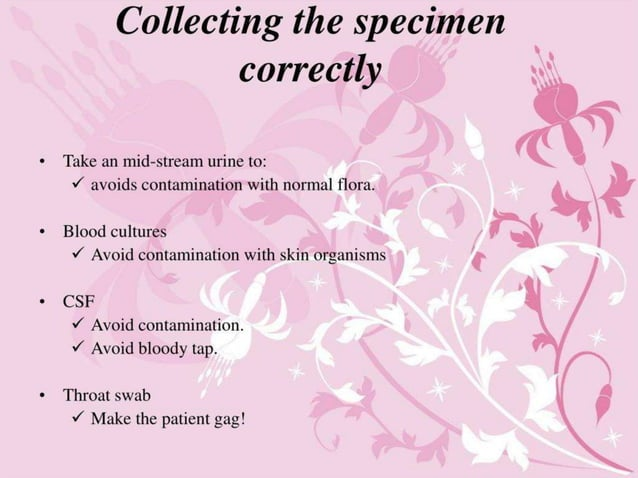 Collecting the specimen
correctly
• Take an mid-stream urine to:
✓ avoids contamination with normal flora.
• Blood cultures
✓ Avoid contamination with skin organisms
• CSF
✓ Avoid contamination.
✓ Avoid bloody tap.
• Throat swab
✓ Make the patient gag!